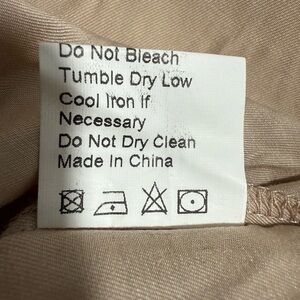 Do Not Bleach
Tumble Dry Low
Cool Iron If
Necessary
Do Not Dry Clean
Made In China